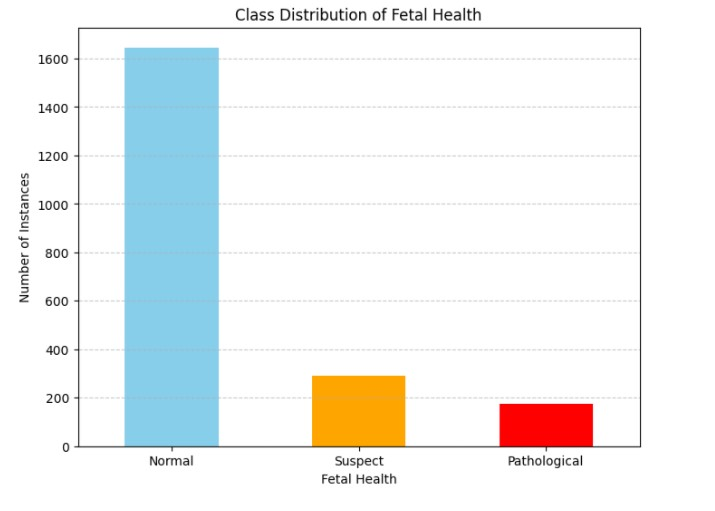 Class Distribution of Fetal Health
Number of Instances
1600
1400
1200
1000
800
600
400
200
0
Normal Suspect Pathological
Fetal Health